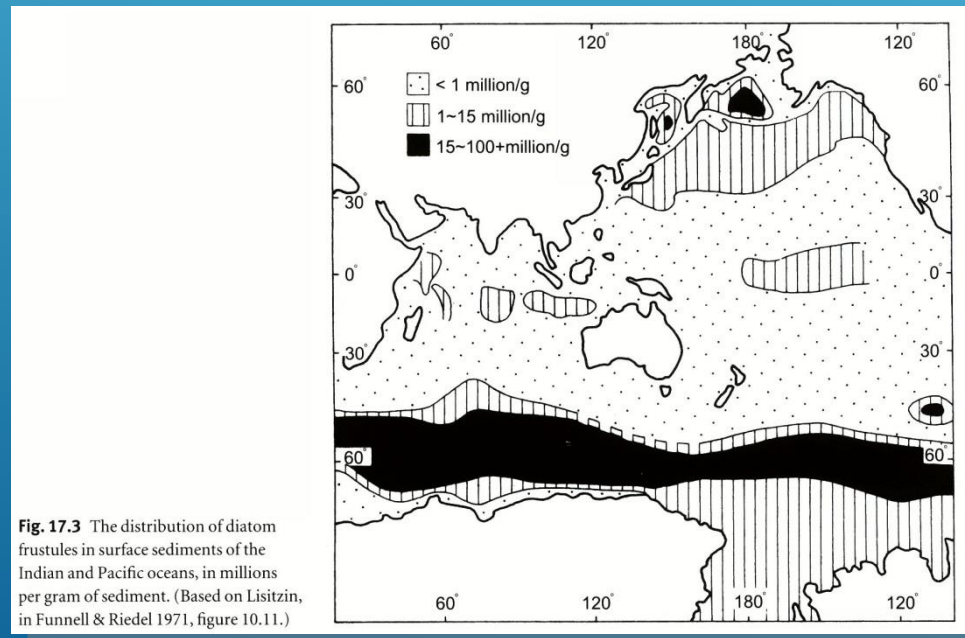 60°
120°
180°
120°
60°
60°
< 1 million/g
1~15 million/g
15~100+million/g
30°
30°
0°
0°
30°
30°
60°
60°
60°
120°
180°
120°
Fig. 17.3 The distribution of diatom
frustules in surface sediments of the
Indian and Pacific oceans, in millions
per gram of sediment. (Based on Lisitzin,
in Funnell & Riedel 1971, figure 10.11.)